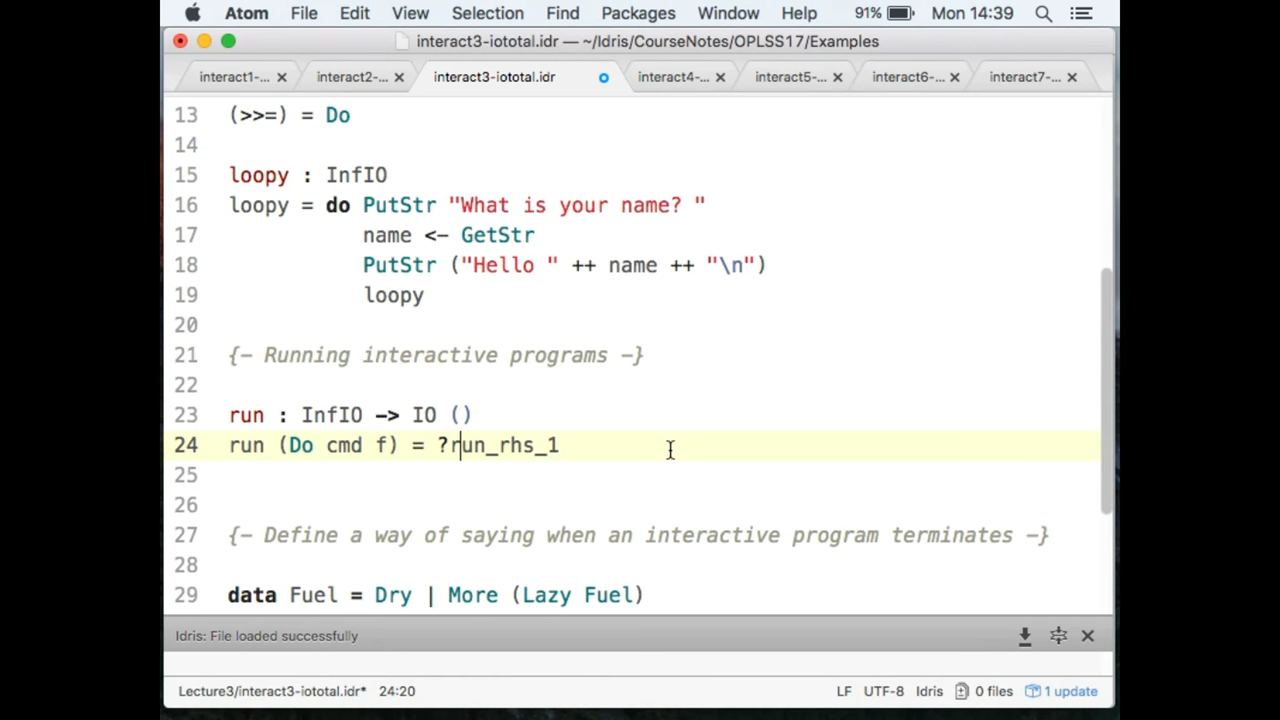 Atom File Edit View Selection Find Packages Window Help 91% Mon 14:39
interact3-iototal.idr — ~/Idris/CourseNotes/OPLSS17/Examples
interact1-... interact2-... interact3-iototal.idr interact4-... interact5-... interact6-... interact7-...
13 (>>=) = Do
14
15 loopy : InfIO
16 loopy = do PutStr "What is your name? "
17 name <- GetStr
18 PutStr ("Hello " ++ name ++ "\n")
19 loopy
20
21 {- Running interactive programs -}
22
23 run : InfIO -> IO ()
24 run (Do cmd f) = ?run_rhs_1
25
26
27 {- Define a way of saying when an interactive program terminates -}
28
29 data Fuel = Dry | More (Lazy Fuel)
Idris: File loaded successfully
Lecture3/interact3-iototal.idr* 24:20 LF UTF-8 Idris 0 files 1 update